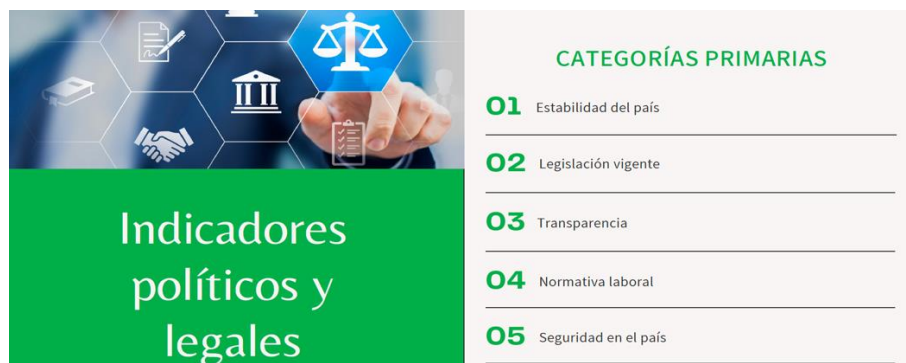 Indicadores
políticos y
legales
CATEGORÍAS PRIMARIAS
01 Estabilidad del país
02 Legislación vigente
03 Transparencia
04 Normativa laboral
05 Seguridad en el país